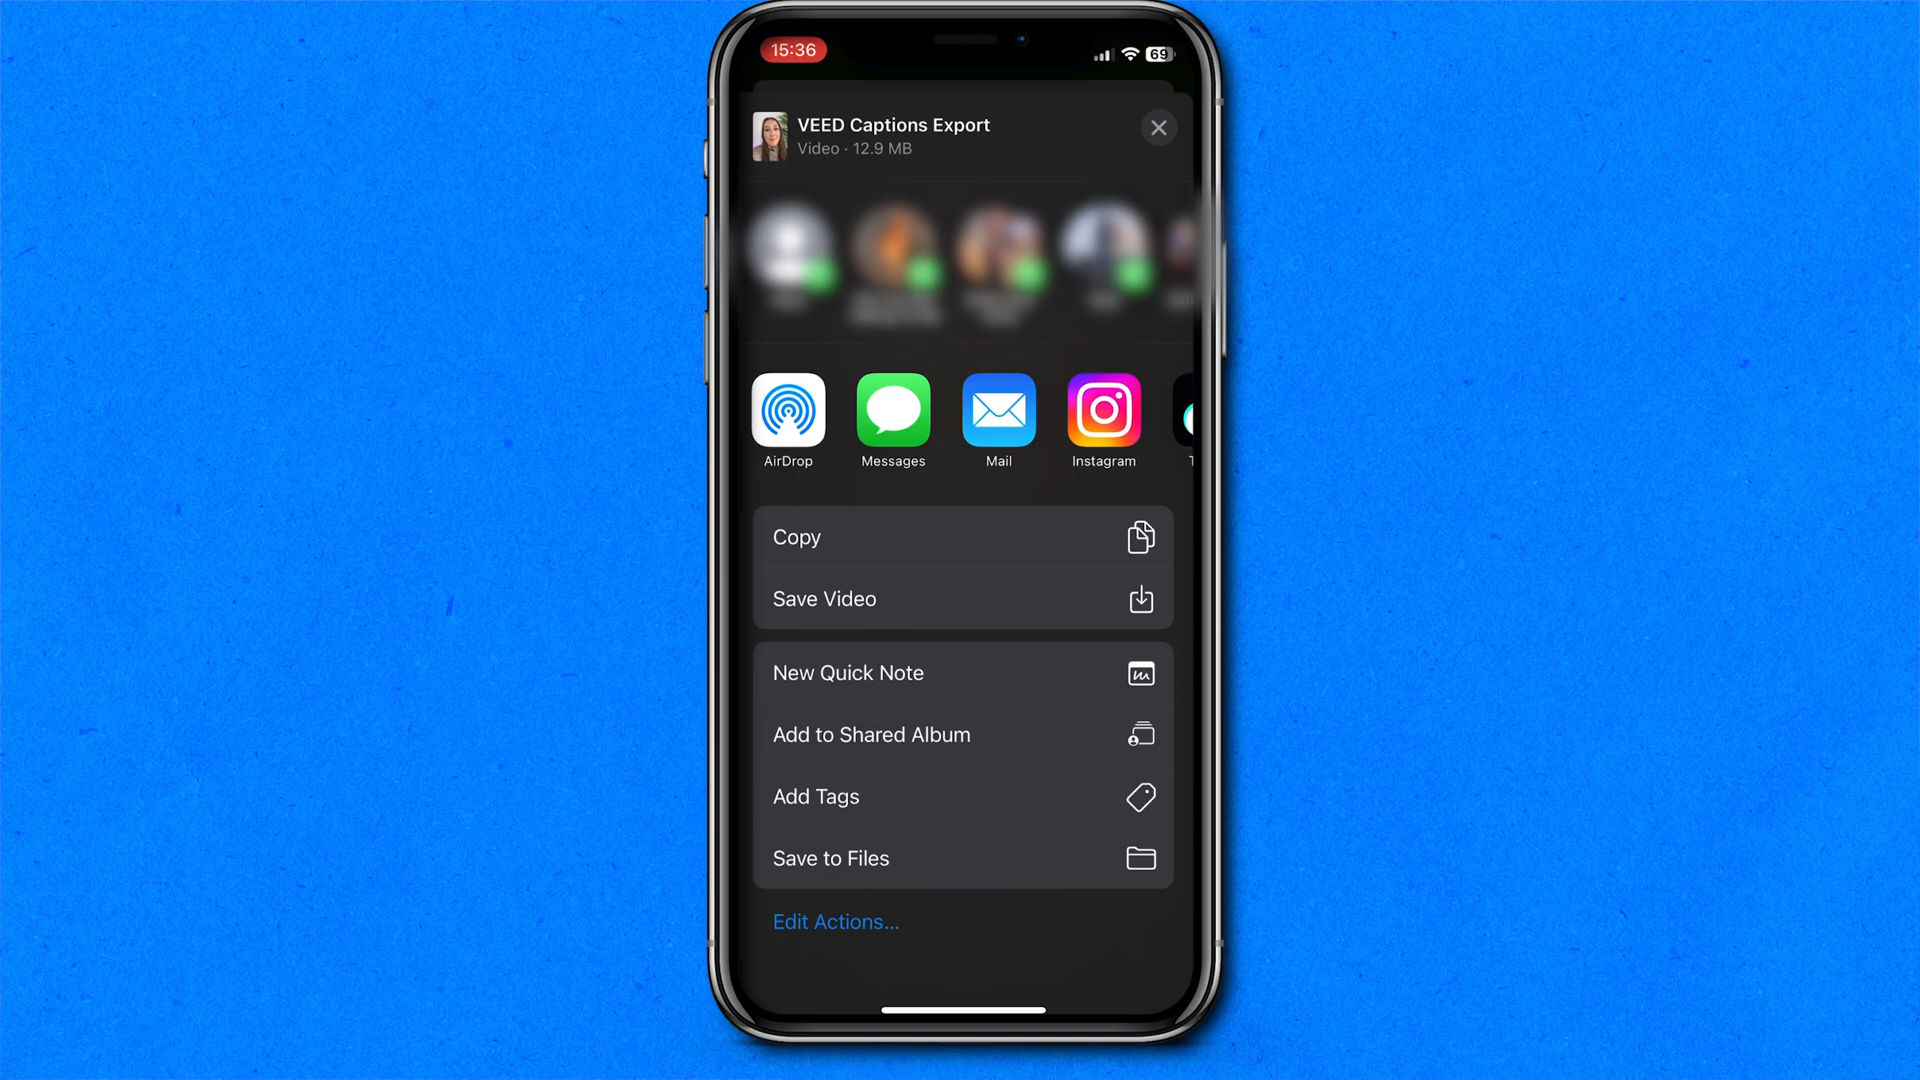 15:36
69
VEED Captions Export
Video · 12.9 MB
AirDrop
Messages
Mail
Instagram
Copy
Save Video
New Quick Note
Add to Shared Album
Add Tags
Save to Files
Edit Actions...